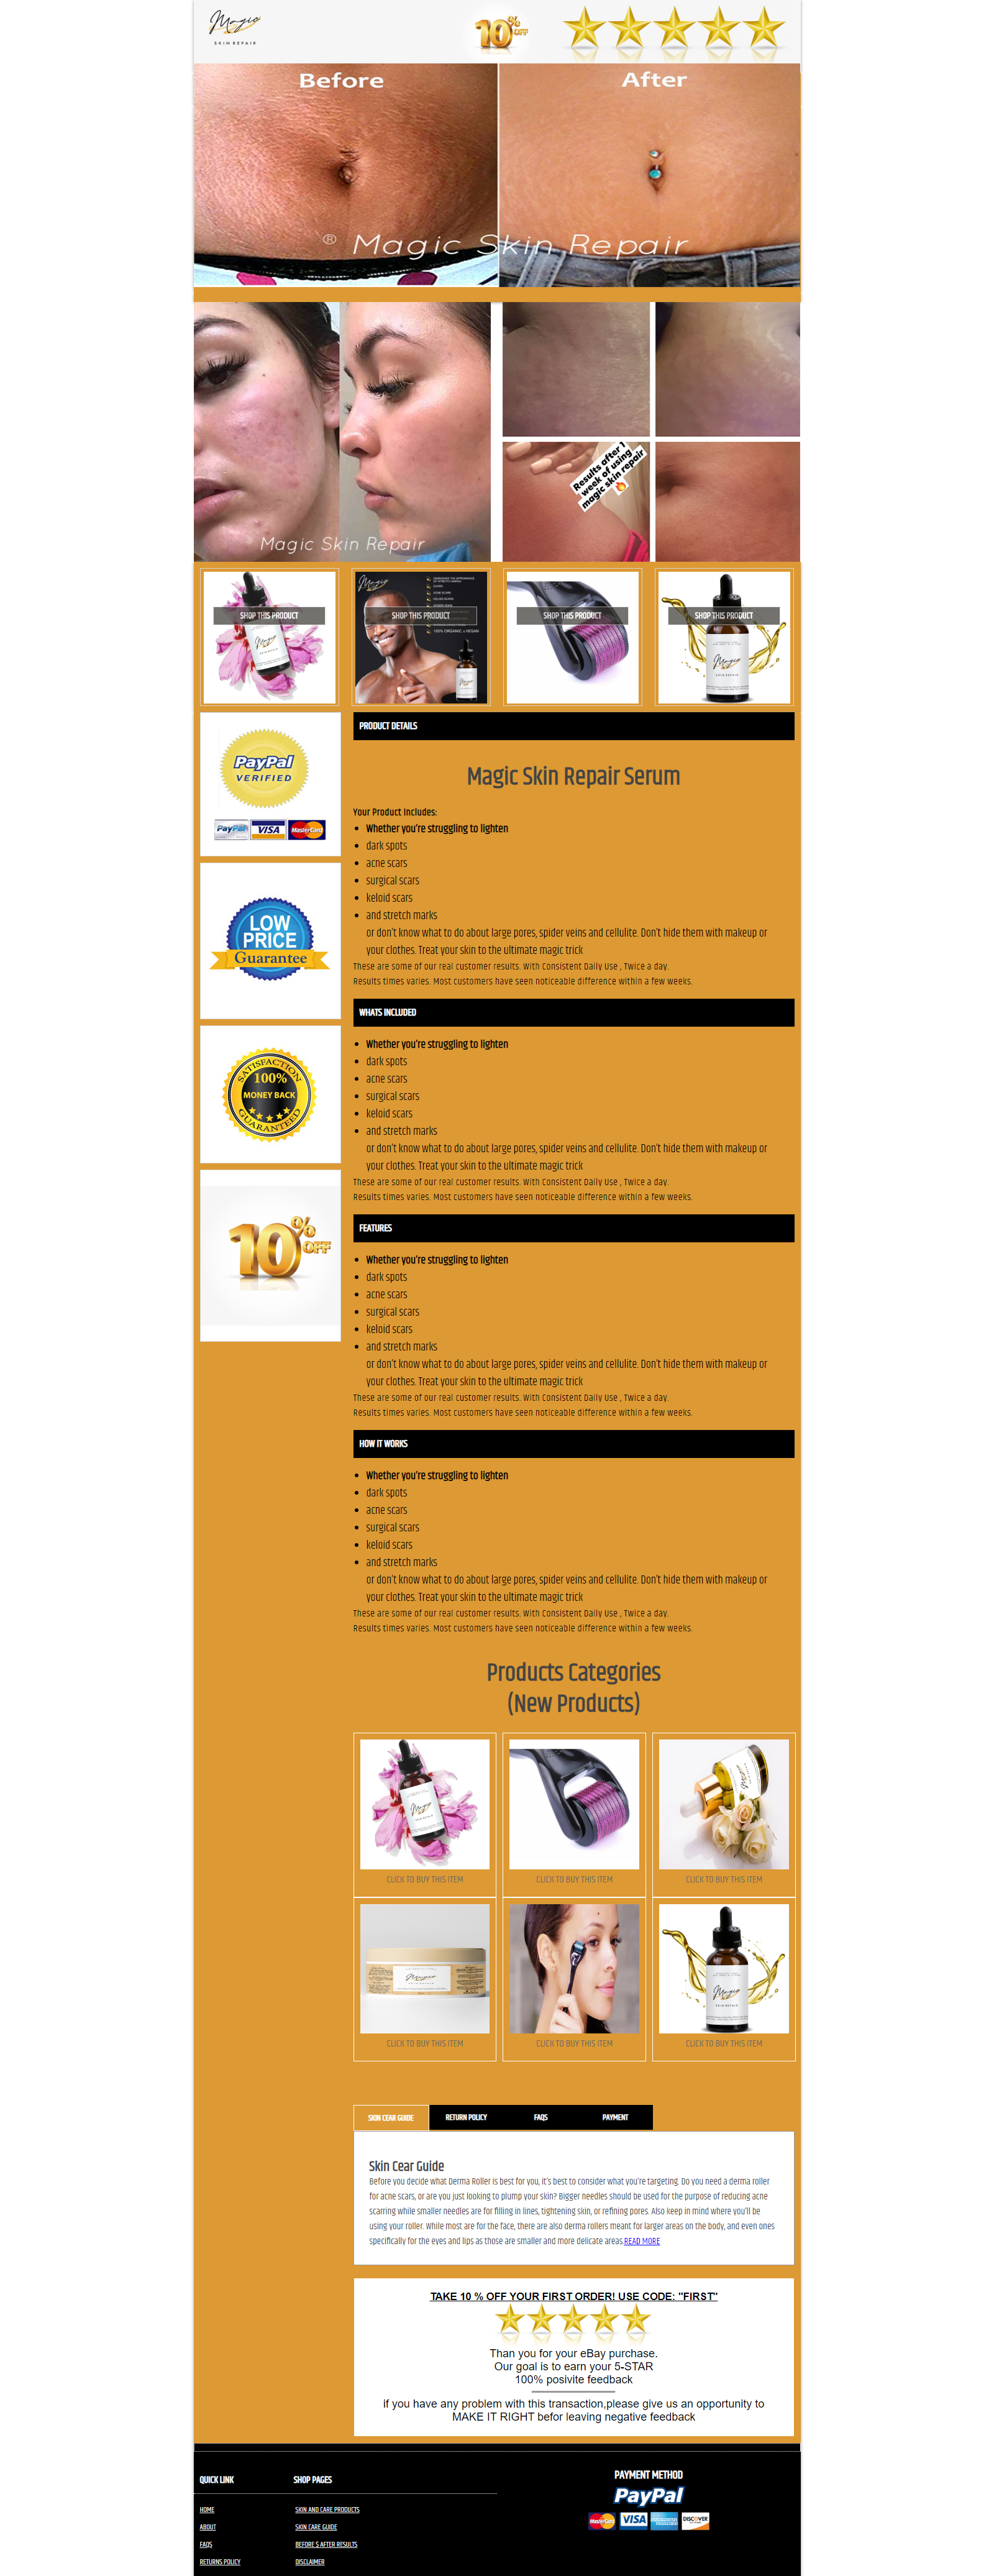 Magic
SKIN REPAIR
10% OFF
Before
After
® Magic Skin Repair
Magic Skin Repair
Results after 1
week of using
magic skin repair
SHOP THIS PRODUCT
SHOP THIS PRODUCT
SHOP THIS PRODUCT
SHOP THIS PRODUCT
Magic
SCARS
ACNE SCARS
100% ORGANIC, & VEGAN
PayPal
VERIFIED
PayPal VISA MasterCard
LOW
PRICE
Guarantee
SATISFACTION
100%
MONEY BACK
GUARANTEED
10% OFF
PRODUCT DETAILS
Magic Skin Repair Serum
Your Product Includes:
Whether you're struggling to lighten
dark spots
acne scars
surgical scars
keloid scars
and stretch marks
or don't know what to do about large pores, spider veins and cellulite. Don't hide them with makeup or
your clothes. Treat your skin to the ultimate magic trick
These are some of our real customer results. With Consistent Daily Use , Twice a day.
Results times varies. Most customers have seen noticeable difference within a few weeks.
WHATS INCLUDED
Whether you're struggling to lighten
dark spots
acne scars
surgical scars
keloid scars
and stretch marks
or don't know what to do about large pores, spider veins and cellulite. Don't hide them with makeup or
your clothes. Treat your skin to the ultimate magic trick
These are some of our real customer results. With Consistent Daily Use , Twice a day.
Results times varies. Most customers have seen noticeable difference within a few weeks.
FEATURES
Whether you're struggling to lighten
dark spots
acne scars
surgical scars
keloid scars
and stretch marks
or don't know what to do about large pores, spider veins and cellulite. Don't hide them with makeup or
your clothes. Treat your skin to the ultimate magic trick
These are some of our real customer results. With Consistent Daily Use , Twice a day.
Results times varies. Most customers have seen noticeable difference within a few weeks.
HOW IT WORKS
Whether you're struggling to lighten
dark spots
acne scars
surgical scars
keloid scars
and stretch marks
or don't know what to do about large pores, spider veins and cellulite. Don't hide them with makeup or
your clothes. Treat your skin to the ultimate magic trick
These are some of our real customer results. With Consistent Daily Use , Twice a day.
Results times varies. Most customers have seen noticeable difference within a few weeks.
Products Categories
(New Products)
CLICK TO BUY THIS ITEM
CLICK TO BUY THIS ITEM
CLICK TO BUY THIS ITEM
CLICK TO BUY THIS ITEM
CLICK TO BUY THIS ITEM
CLICK TO BUY THIS ITEM
SKIN CEAR GUIDE RETURN POLICY FAQS PAYMENT
Skin Cear Guide
Before you decide what Derma Roller is best for you, it's best to consider what you're targeting. Do you need a derma roller
for acne scars, or are you just looking to plump your skin? Bigger needles should be used for the purpose of reducing acne
scarring while smaller needles are for filling in lines, tightening skin, or refining pores. Also keep in mind where you'll be
using your roller. While most are for the face, there are also derma rollers meant for larger areas on the body, and even ones
specifically for the eyes and lips as those are smaller and more delicate areas.READ MORE
TAKE 10 % OFF YOUR FIRST ORDER! USE CODE: "FIRST"
Than you for your eBay purchase.
Our goal is to earn your 5-STAR
100% posivite feedback
if you have any problem with this transaction,please give us an opportunity to
MAKE IT RIGHT befor leaving negative feedback
QUICK LINK
HOME
ABOUT
FAQS
RETURNS POLICY
SHOP PAGES
SKIN AND CARE PRODUCTS
SKIN CARE GUIDE
BEFORE $ AFTER RESULTS
DISCLAIMER
PAYMENT METHOD
PayPal
MasterCard VISA AMERICAN EXPRESS DISCOVER